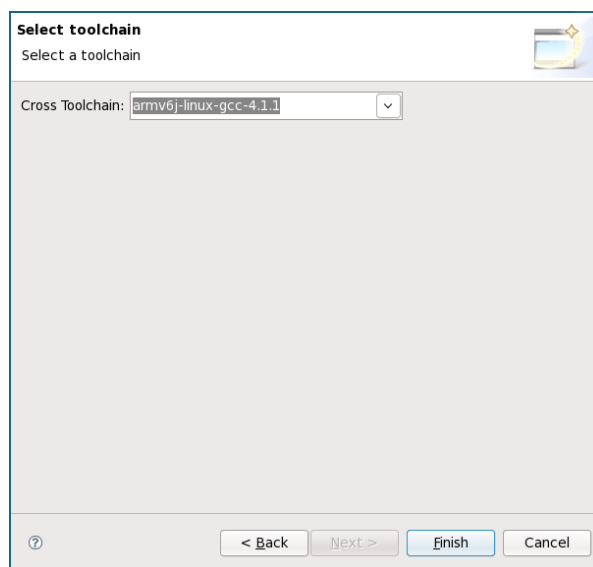 Select toolchain
Select a toolchain
Cross Toolchain: armv6j-linux-gcc-4.1.1
? < Back Next > Finish Cancel